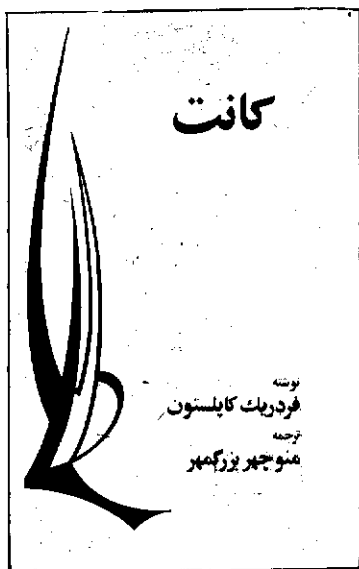 کانت
نوشته
فردریک کاپلستون
ترجمه
منوچهر بزرگمهر